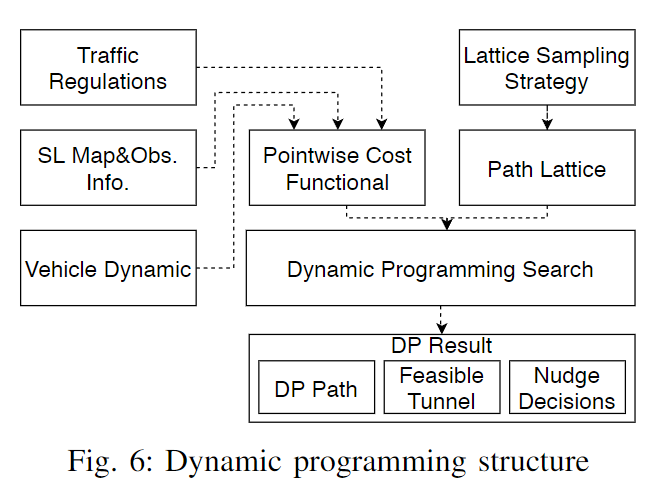 Traffic
Regulations
Lattice Sampling
Strategy
SL Map&Obs.
Info.
Pointwise Cost
Functional
Path Lattice
Vehicle Dynamic
Dynamic Programming Search
DP Result
DP Path
Feasible
Tunnel
Nudge
Decisions
Fig. 6: Dynamic programming structure